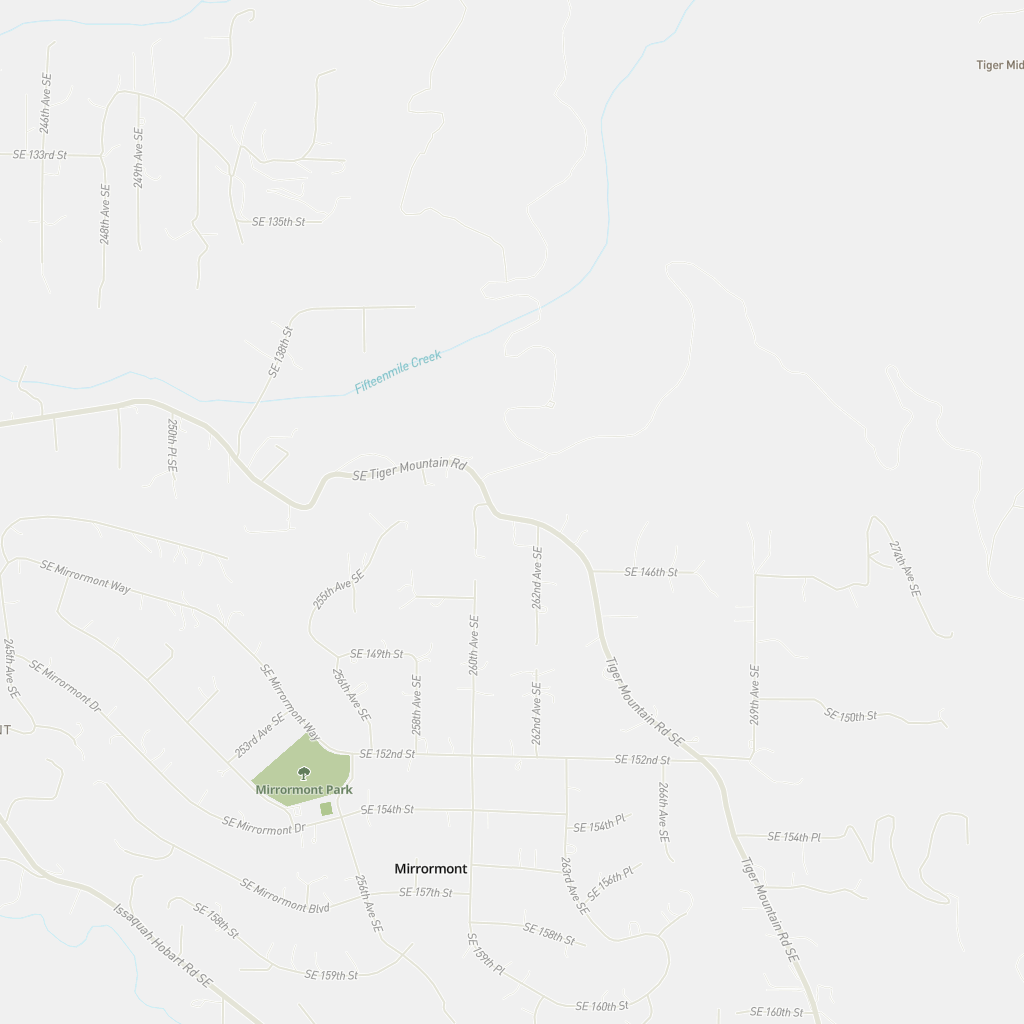 Tiger Mid
246th Ave SE
SE 133rd St
249th Ave SE
248th Ave SE
SE 135th St
SE 138th St
Fifteenmile Creek
250th Pl SE
SE Tiger Mountain Rd
262nd Ave SE
274th Ave SE
SE Mirrormont Way
255th Ave SE
SE 146th St
245th Ave SE
260th Ave SE
SE 149th St
SE Mirrormont Dr
SE Mirrormont Way
256th Ave SE
258th Ave SE
262nd Ave SE
Tiger Mountain Rd SE
269th Ave SE
SE 150th St
NT
253rd Ave SE
SE 152nd St
SE 152nd St
Mirrormont Park
266th Ave SE
SE 154th St
SE 154th Pl
SE 154th Pl
SE Mirrormont Dr
Mirrormont
SE 156th Pl
263rd Ave SE
SE 157th St
SE Mirrormont Blvd
256th Ave SE
Tiger Mountain Rd SE
Issaquah Hobart Rd SE
SE 158th St
SE 158th St
SE 159th Pl
SE 159th St
SE 160th St
SE 160th St